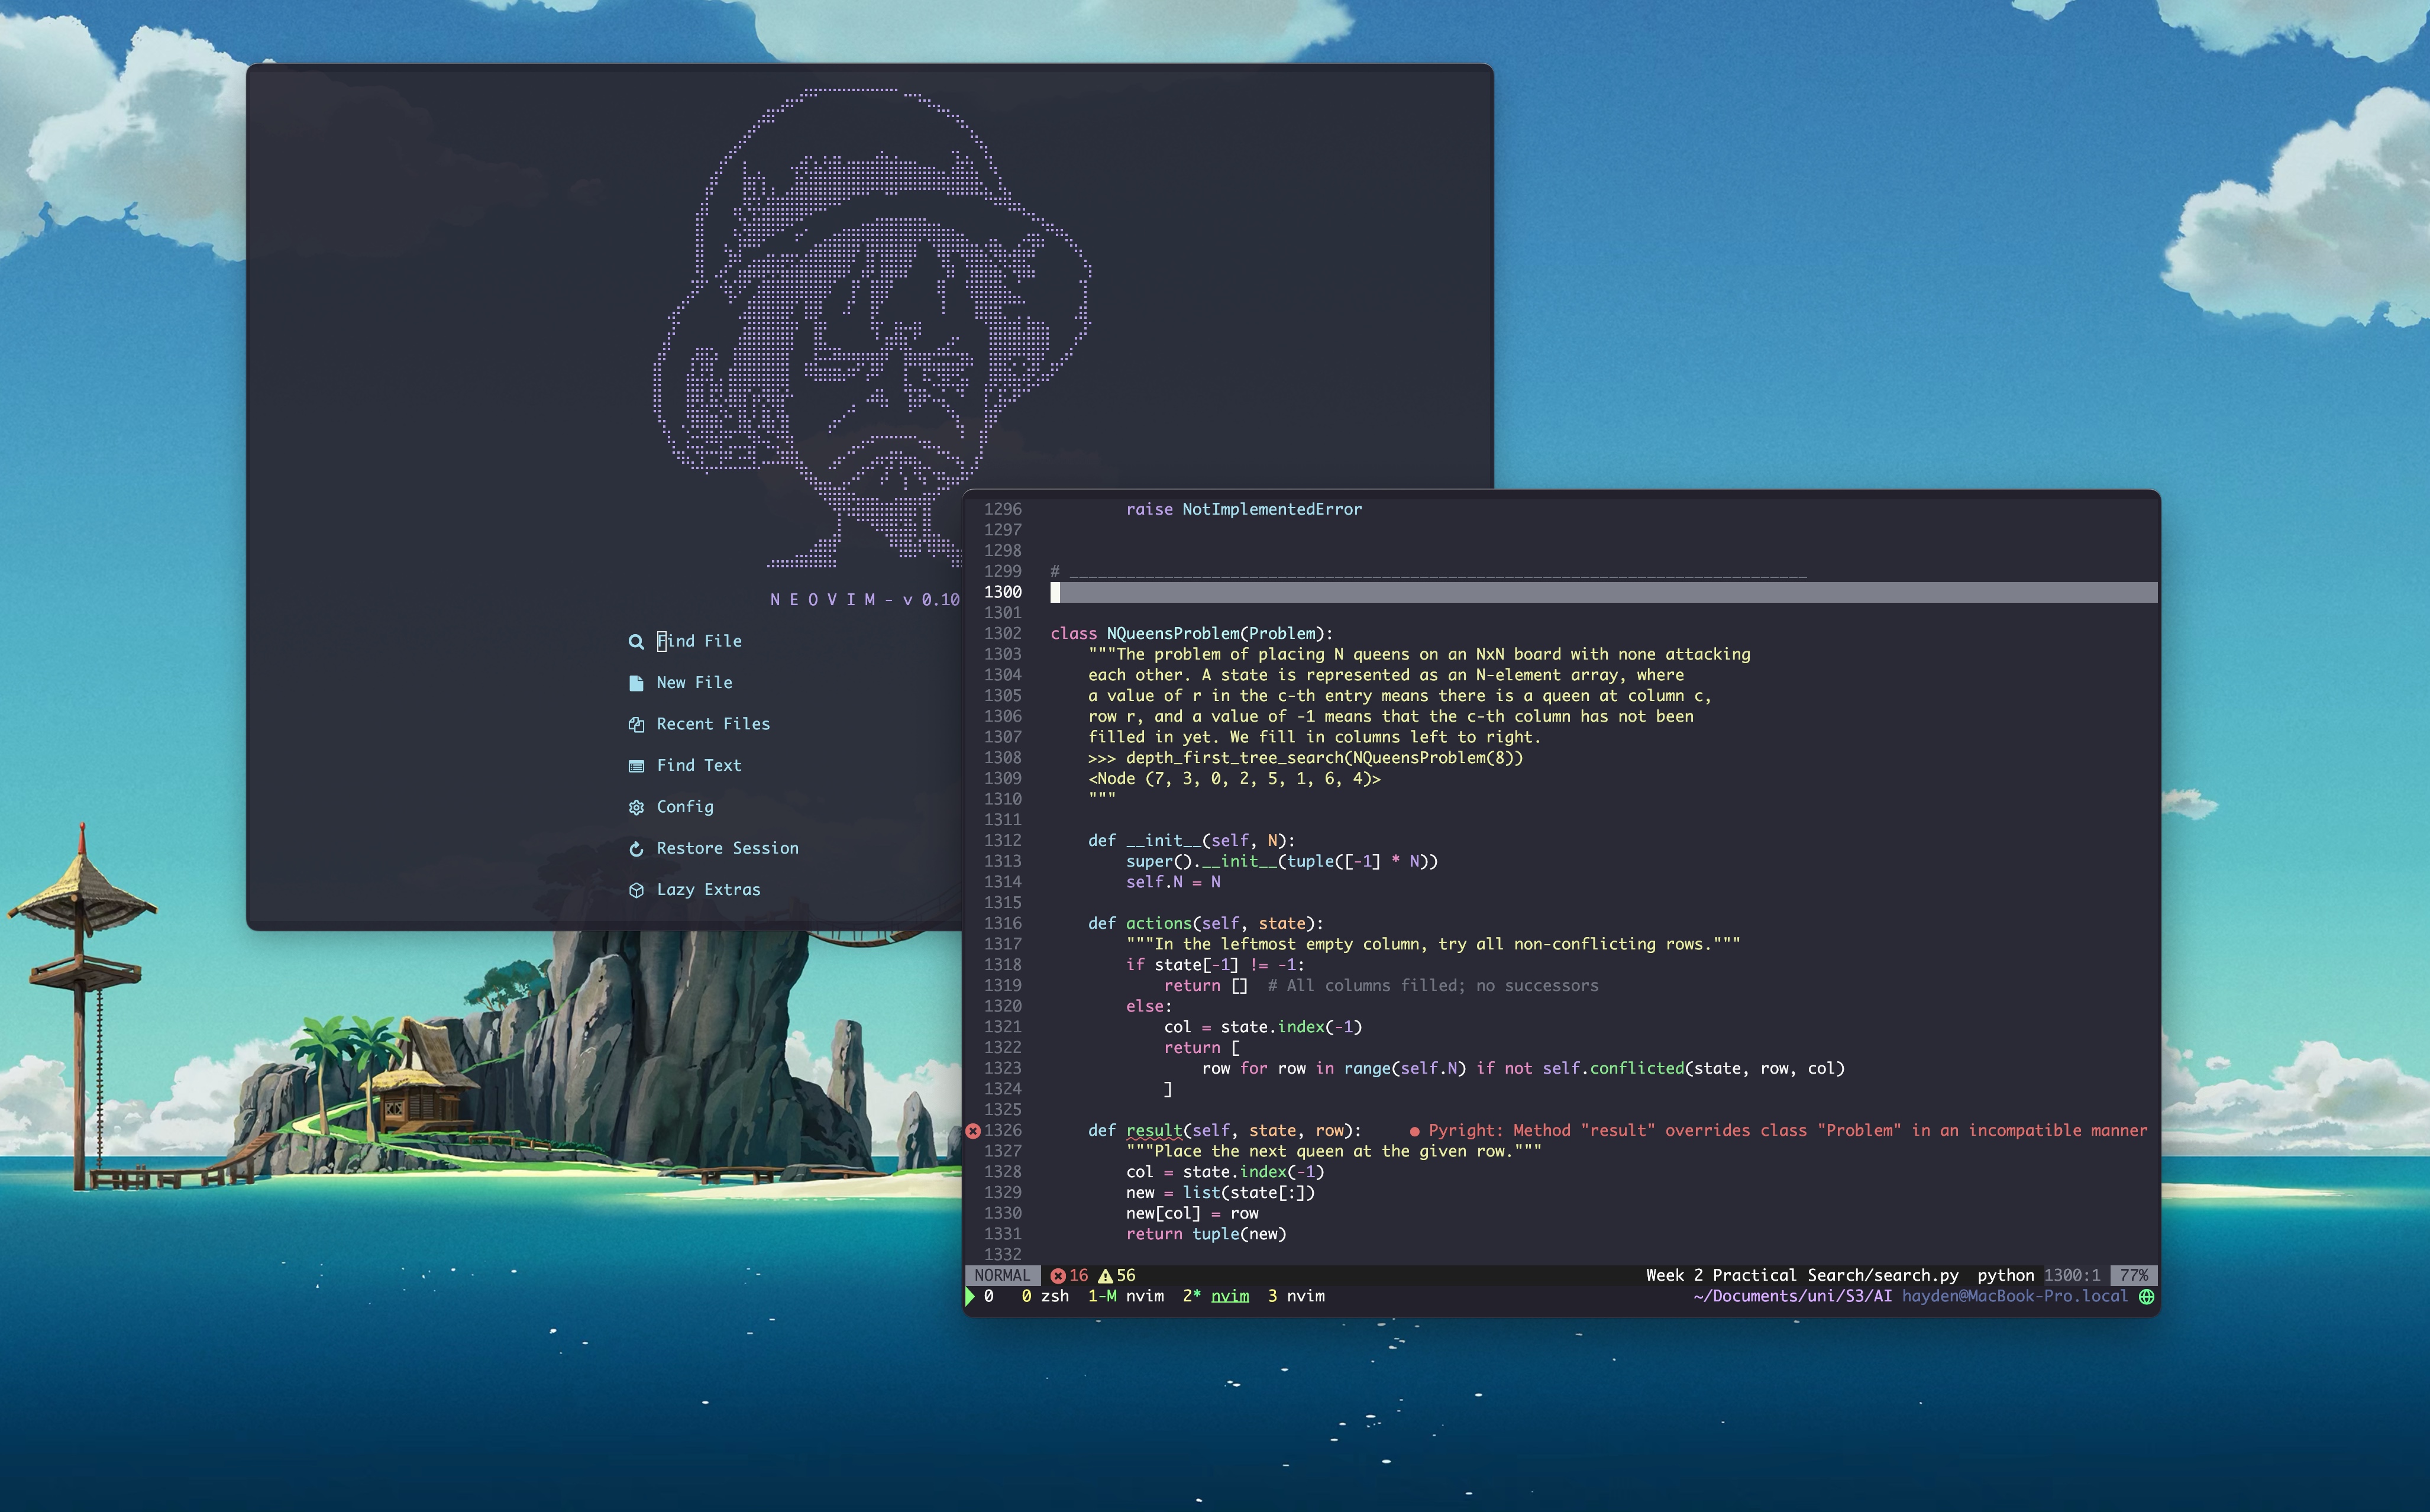 N E O V I M - v 0.10
Find File
New File
Recent Files
Find Text
Config
Restore Session
Lazy Extras
1296         raise NotImplementedError
1297
1298
1299 # ______________________________________________________________________________
1300
1301
1302 class NQueensProblem(Problem):
1303     """The problem of placing N queens on an NxN board with none attacking
1304     each other. A state is represented as an N-element array, where
1305     a value of r in the c-th entry means there is a queen at column c,
1306     row r, and a value of -1 means that the c-th column has not been
1307     filled in yet. We fill in columns left to right.
1308     >>> depth_first_tree_search(NQueensProblem(8))
1309     <Node (7, 3, 0, 2, 5, 1, 6, 4)>
1310     """
1311
1312     def __init__(self, N):
1313         super().__init__(tuple([-1] * N))
1314         self.N = N
1315
1316     def actions(self, state):
1317         """In the leftmost empty column, try all non-conflicting rows."""
1318         if state[-1] != -1:
1319             return []  # All columns filled; no successors
1320         else:
1321             col = state.index(-1)
1322             return [
1323                 row for row in range(self.N) if not self.conflicted(state, row, col)
1324             ]
1325
1326     def result(self, state, row):     ● Pyright: Method "result" overrides class "Problem" in an incompatible manner
1327         """Place the next queen at the given row."""
1328         col = state.index(-1)
1329         new = list(state[:])
1330         new[col] = row
1331         return tuple(new)
1332
NORMAL 16 56 Week 2 Practical Search/search.py python 1300:1 77%
0 0 zsh 1-M nvim 2* nvim 3 nvim ~/Documents/uni/S3/AI hayden@MacBook-Pro.local